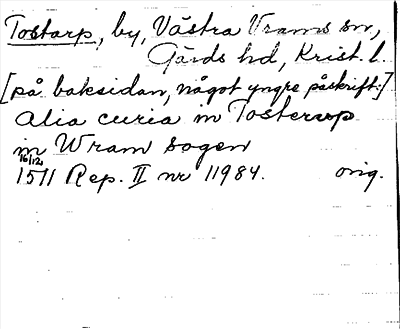 Tostarp, by, Västra Vrams sn,
Gärds hd, Krist. l.
[på baksidan, något yngre påskrift:]
Alia curia in Tosterup
in Wram sogen
16/12 1511 Rep. II nr 11984. orig.